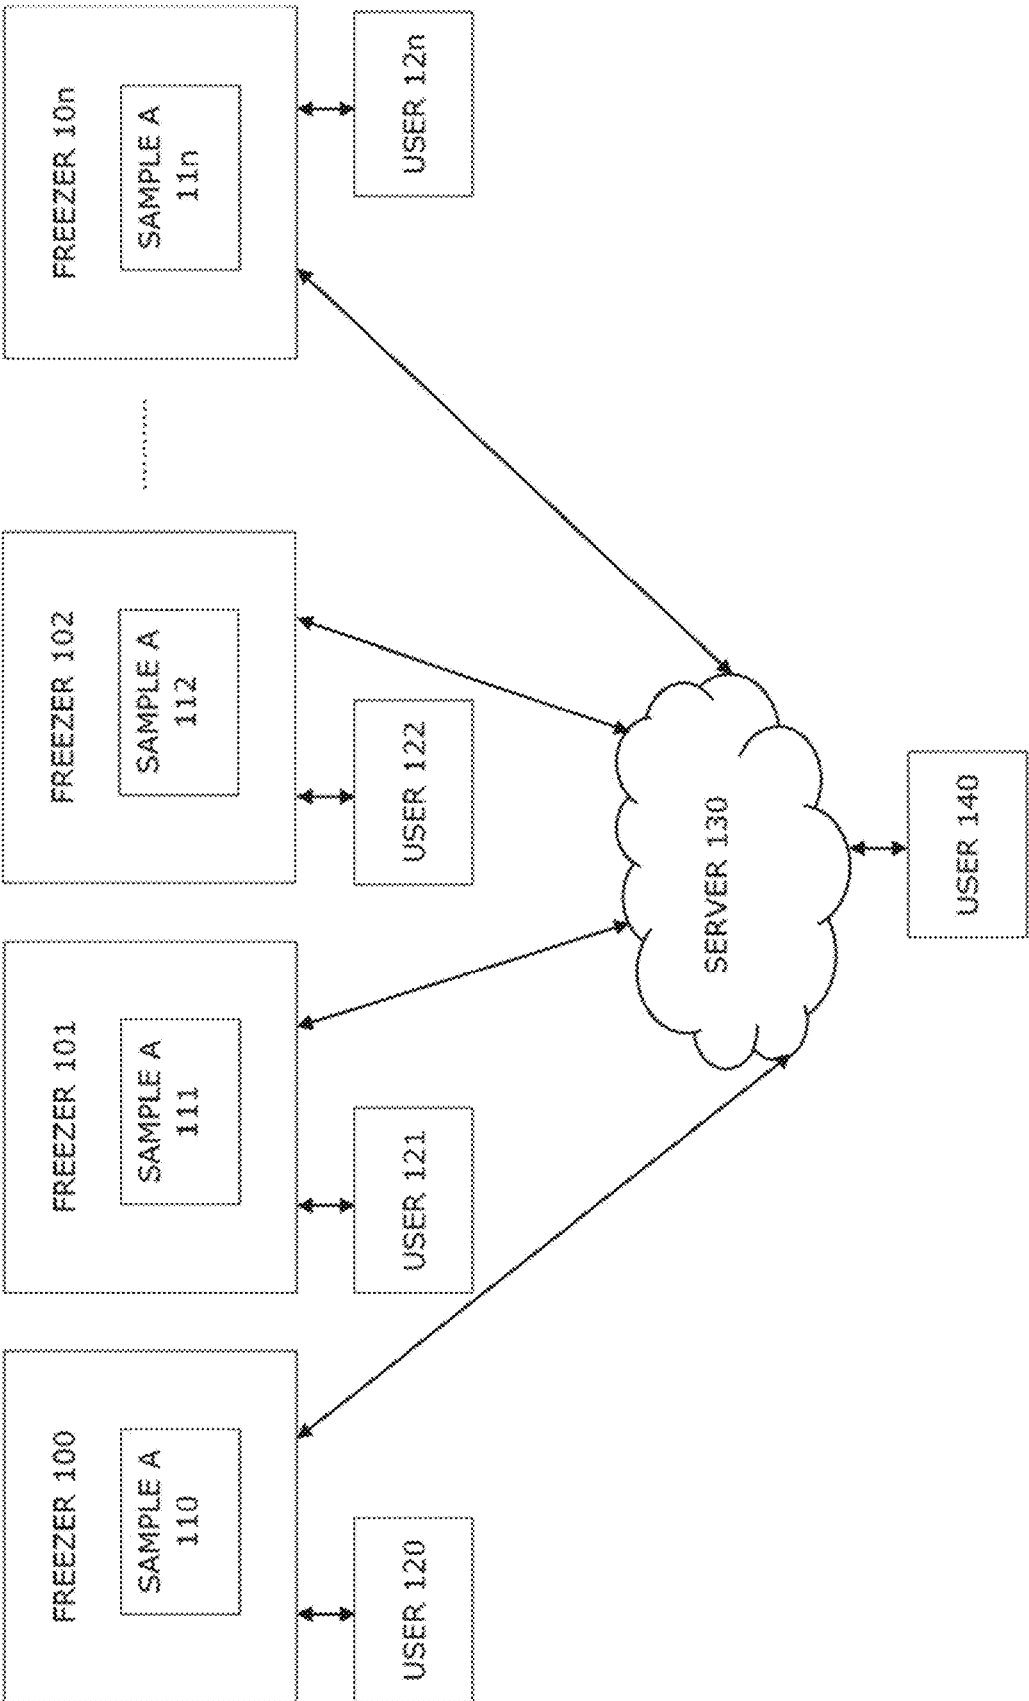 FREEZER 100
SAMPLE A
110
USER 120
FREEZER 101
SAMPLE A
111
USER 121
FREEZER 102
SAMPLE A
112
USER 122
FREEZER 10n
SAMPLE A
11n
USER 12n
SERVER 130
USER 140